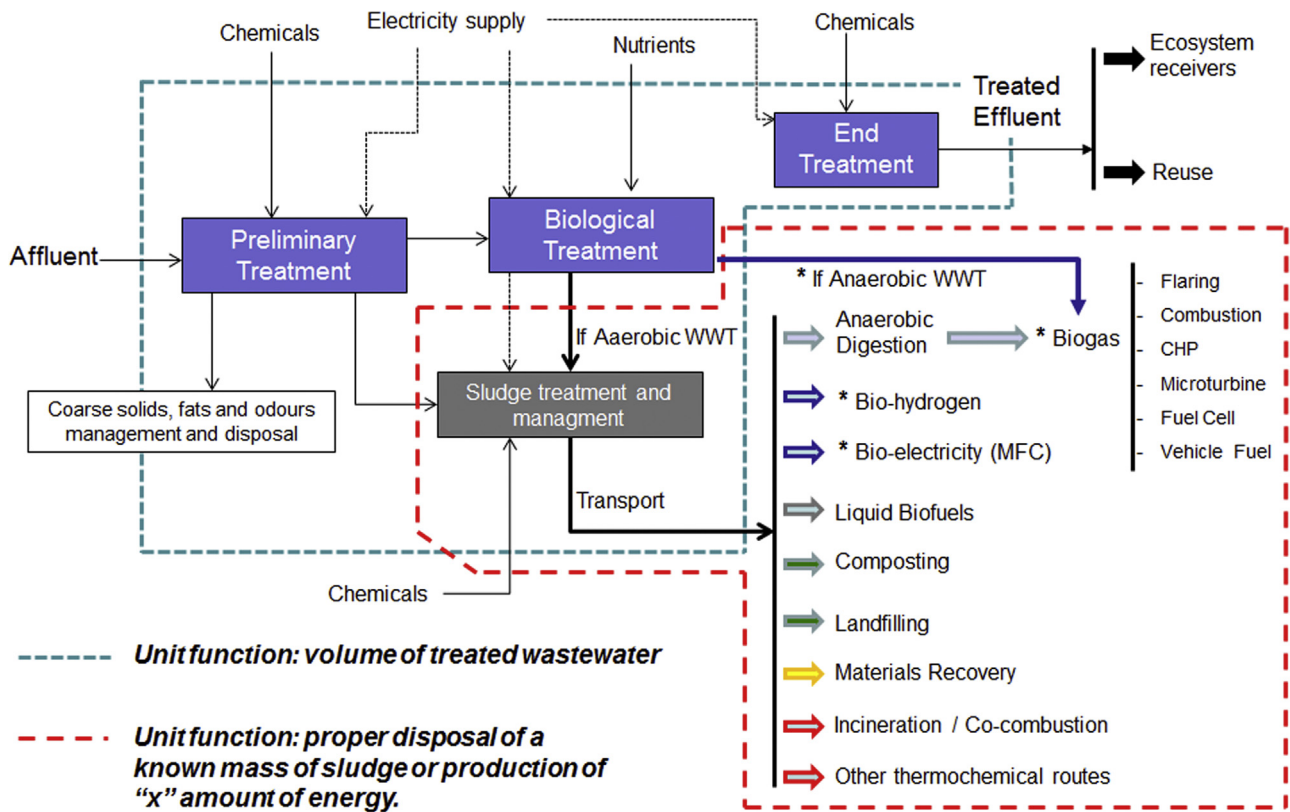 Chemicals
Electricity supply
Nutrients
Chemicals
Ecosystem
receivers
Treated
Effluent
End
Treatment
Reuse
Affluent
Preliminary
Treatment
Biological
Treatment
* If Anaerobic WWT
If Aaerobic WWT
Coarse solids, fats and odours
management and disposal
Sludge treatment and
managment
Transport
Chemicals
Anaerobic
Digestion
* Biogas
* Bio-hydrogen
* Bio-electricity (MFC)
Liquid Biofuels
Composting
Landfilling
Materials Recovery
Incineration / Co-combustion
Other thermochemical routes
- Flaring
- Combustion
- CHP
- Microturbine
- Fuel Cell
- Vehicle Fuel
Unit function: volume of treated wastewater
Unit function: proper disposal of a
known mass of sludge or production of
“x” amount of energy.